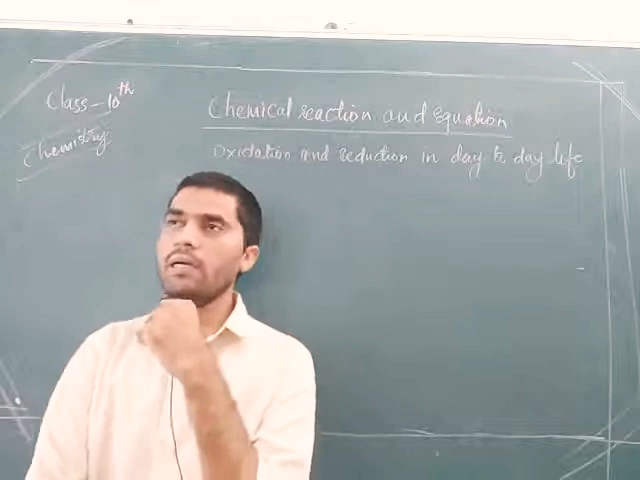 Class - 10th
Chemistry
Chemical reaction and Equation
Oxidation and reduction in day to day life